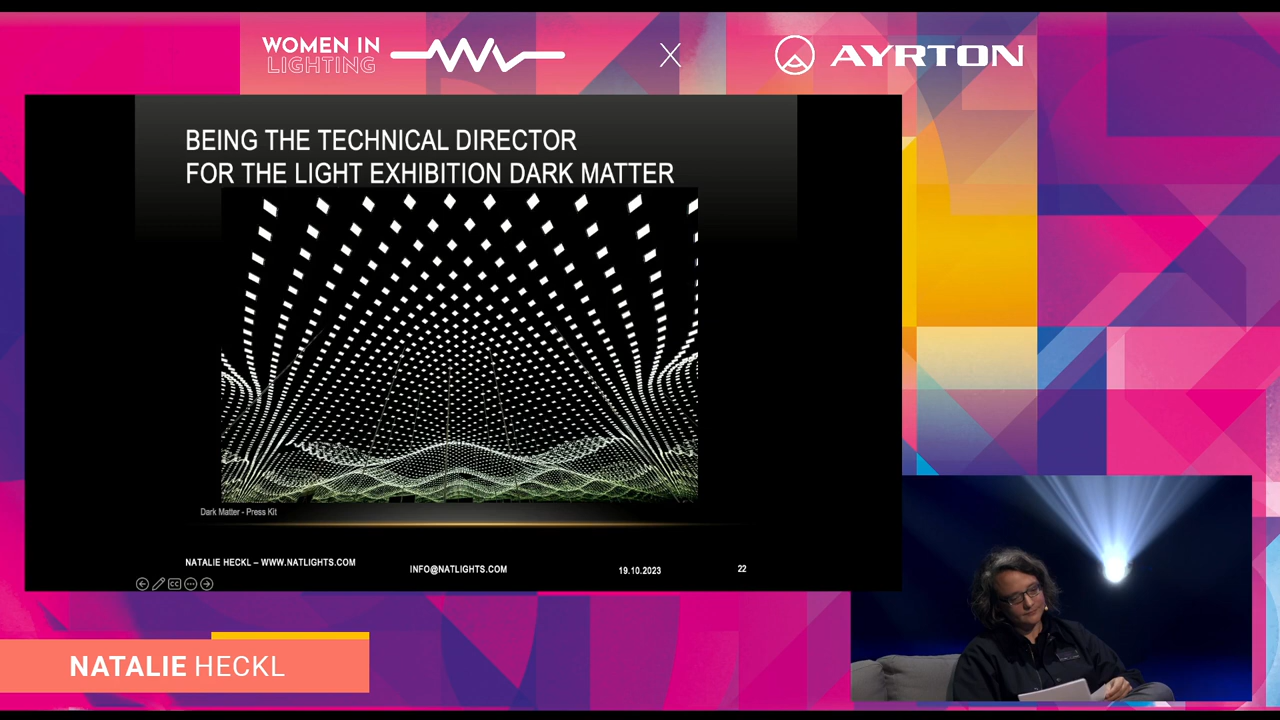 WOMEN IN
LIGHTING
X
AYRTON
BEING THE TECHNICAL DIRECTOR
FOR THE LIGHT EXHIBITION DARK MATTER
Dark Matter - Press Kit
NATALIE HECKL – WWW.NATLIGHTS.COM
INFO@NATLIGHTS.COM
19.10.2023
22
CC
NATALIE HECKL